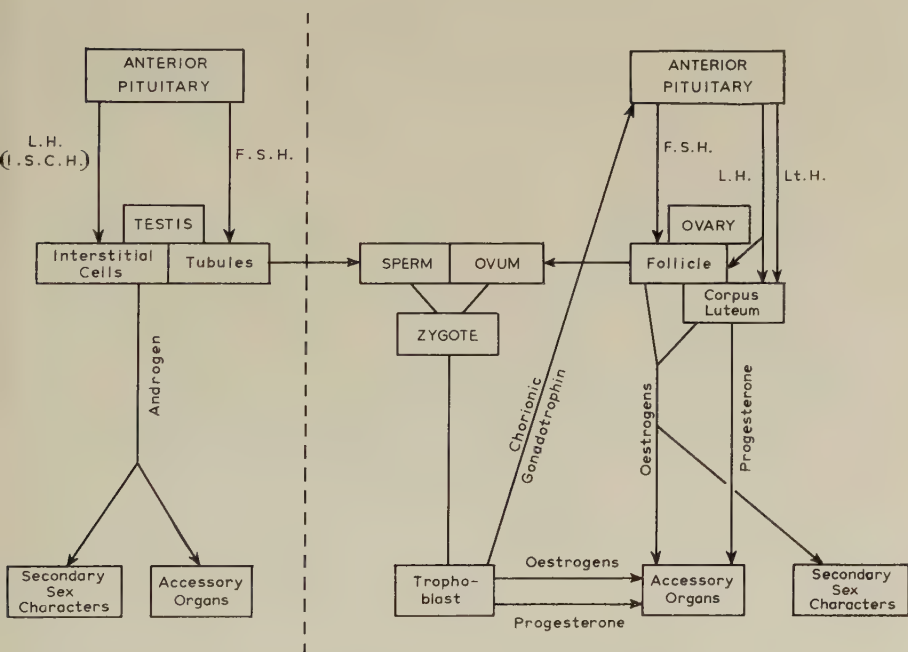 ANTERIOR
PITUITARY
L.H.
(I.S.C.H.)
F.S.H.
TESTIS
Interstitial
Cells
Tubules
Androgen
Secondary
Sex
Characters
Accessory
Organs
SPERM
OVUM
ZYGOTE
Chorionic
Gonadotrophin
Tropho-
blast
Oestrogens
Progesterone
ANTERIOR
PITUITARY
F.S.H.
L.H.
Lt.H.
OVARY
Follicle
Corpus
Luteum
Oestrogens
Progesterone
Accessory
Organs
Secondary
Sex
Characters